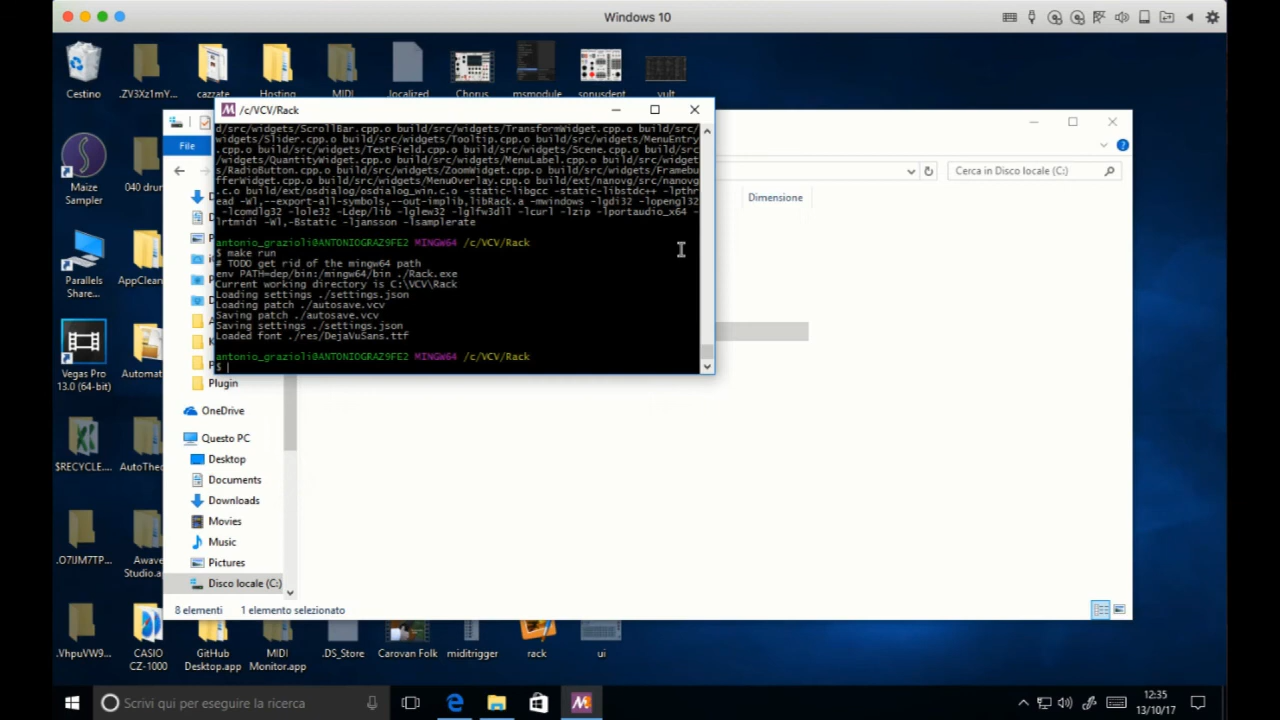 Windows 10
Cestino
.ZV3Xz1mY...
cazzate
Hosting
MIDI
.localized
Chorus
msmodule
sonusdent
vult
/c/VCV/Rack
d/src/widgets/ScrollBar.cpp.o build/src/widgets/TransformWidget.cpp.o build/src/
widgets/Slider.cpp.o build/src/widgets/Tooltip.cpp.o build/src/widgets/MenuEntry
.cpp.o build/src/widgets/TextField.cpp.o build/src/widgets/Scene.cpp.o build/src
/widgets/QuantityWidget.cpp.o build/src/widgets/MenuLabel.cpp.o build/src/widget
s/RadioButton.cpp.o build/src/widgets/ZoomWidget.cpp.o build/src/widgets/Framebu
fferWidget.cpp.o build/src/widgets/MenuOverlay.cpp.o build/ext/nanovg/src/nanovg
.c.o build/ext/osdialog/osdialog_win.c.o -static-libgcc -static-libstdc++ -lpthr
ead -Wl,--export-all-symbols,--out-implib,libRack.a -mwindows -lgdi32 -lopengl32
-lcomdlg32 -lole32 -Ldep/lib -lglew32 -lglfw3dll -lcurl -lzip -lportaudio_x64 -
lrtmidi -Wl,-Bstatic -ljansson -lsamplerate
antonio_grazioli@ANTONIOGRAZ9FE2 MINGW64 /c/VCV/Rack
$ make run
# TODO get rid of the mingw64 path
env PATH=dep/bin:/mingw64/bin ./Rack.exe
Current working directory is C:\VCV\Rack
Loading settings ./settings.json
Loading patch ./autosave.vcv
Saving patch ./autosave.vcv
Saving settings ./settings.json
Loaded font ./res/DejaVuSans.ttf
antonio_grazioli@ANTONIOGRAZ9FE2 MINGW64 /c/VCV/Rack
$
File
Cerca in Disco locale (C:)
Dimensione
Maize
Sampler
040 drun
Parallels
Share...
AppClean
Vegas Pro
13.0 (64-bit)
Automat
Plugin
OneDrive
Questo PC
Desktop
Documents
Downloads
Movies
Music
Pictures
Disco locale (C:)
$RECYCLE....
AutoTheo
.O7IJM7TP...
Awave
Studio.ap
8 elementi
1 elemento selezionato
.VhpuVW9...
CASIO
CZ-1000
GitHub
Desktop.app
MIDI
Monitor.app
.DS_Store
Carovan Folk
miditrigger
rack
ui
Scrivi qui per eseguire la ricerca
12:35
13/10/17